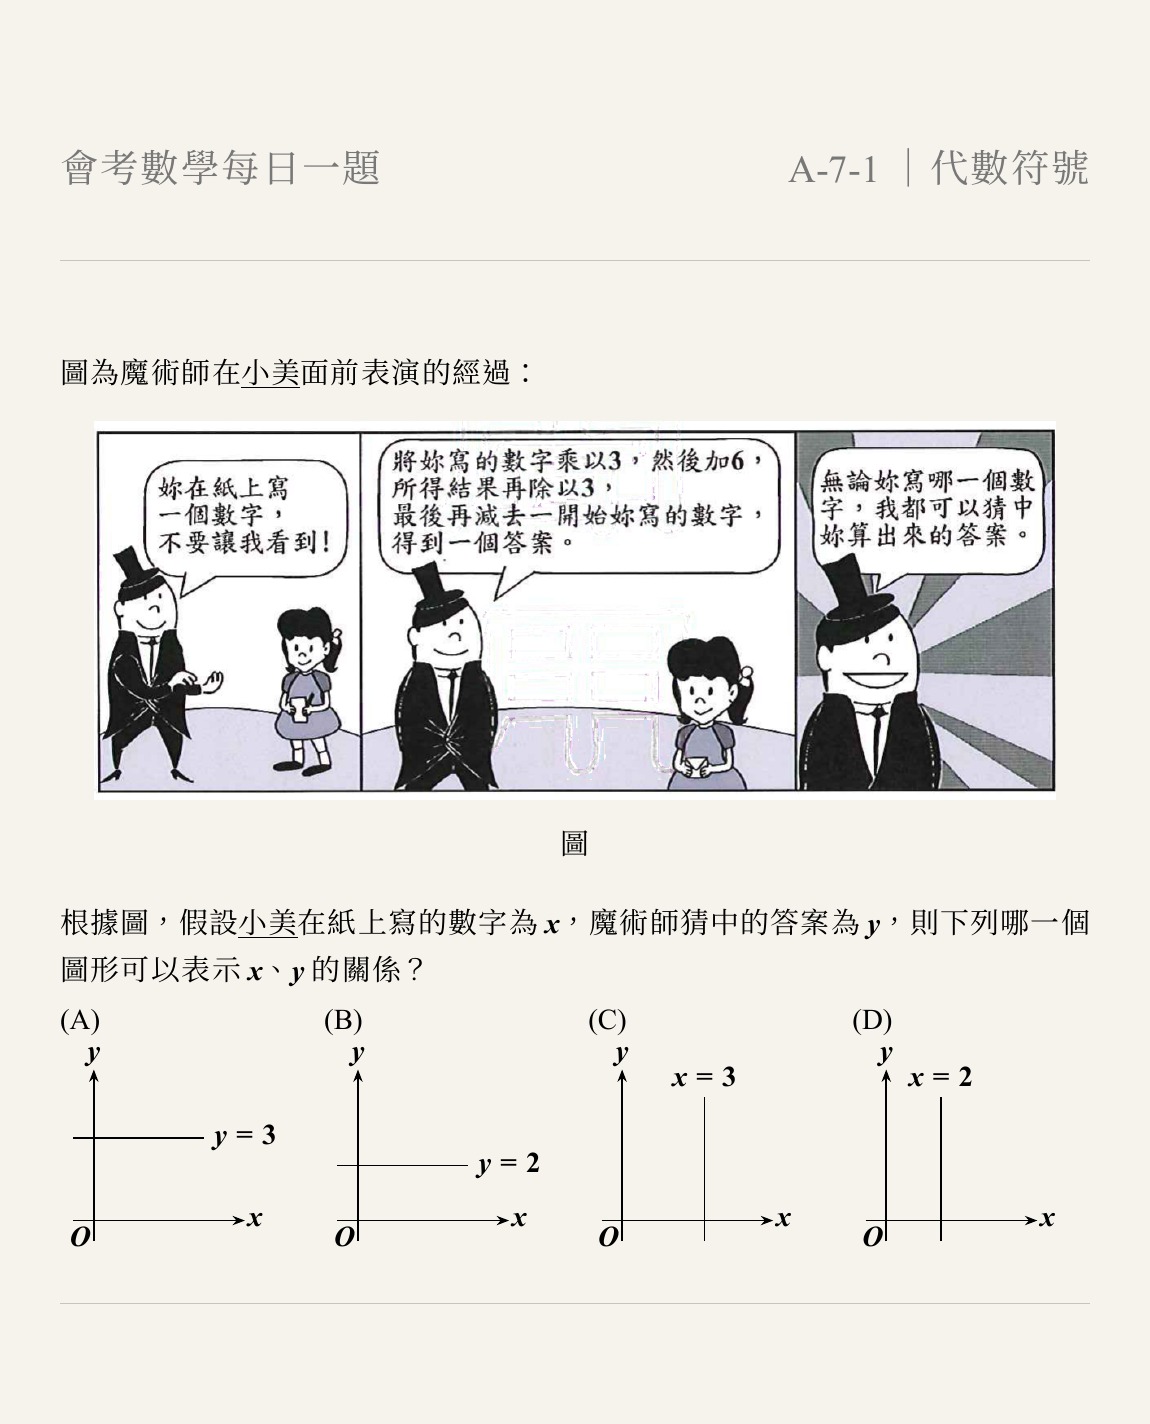 會考數學每日一題
A-7-1 ｜代數符號
圖為魔術師在小美面前表演的經過：
妳在紙上寫
一個數字，
不要讓我看到!
將妳寫的數字乘以3，然後加6，
所得結果再除以3，
最後再減去一開始妳寫的數字，
得到一個答案。
無論妳寫哪一個數
字，我都可以猜中
妳算出來的答案。
圖
根據圖，假設小美在紙上寫的數字為 x，魔術師猜中的答案為 y，則下列哪一個
圖形可以表示 x、y 的關係？
(A)
y
y = 3
x
O
(B)
y
y = 2
x
O
(C)
y
x = 3
x
O
(D)
y
x = 2
x
O